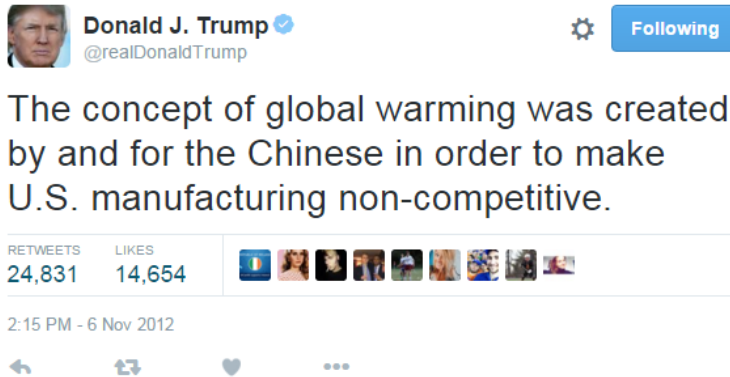 Donald J. Trump
@realDonaldTrump
Following
The concept of global warming was created
by and for the Chinese in order to make
U.S. manufacturing non-competitive.
RETWEETS LIKES
24,831 14,654
2:15 PM - 6 Nov 2012